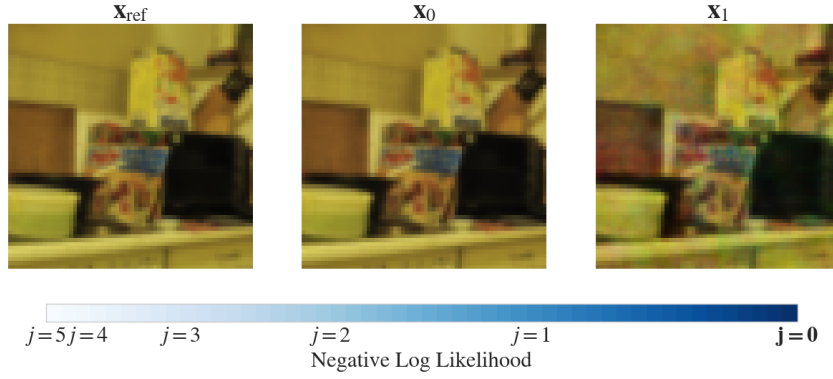 x_ref x_0 x_1
j = 5 j = 4 j = 3 j = 2 j = 1 j = 0
Negative Log Likelihood